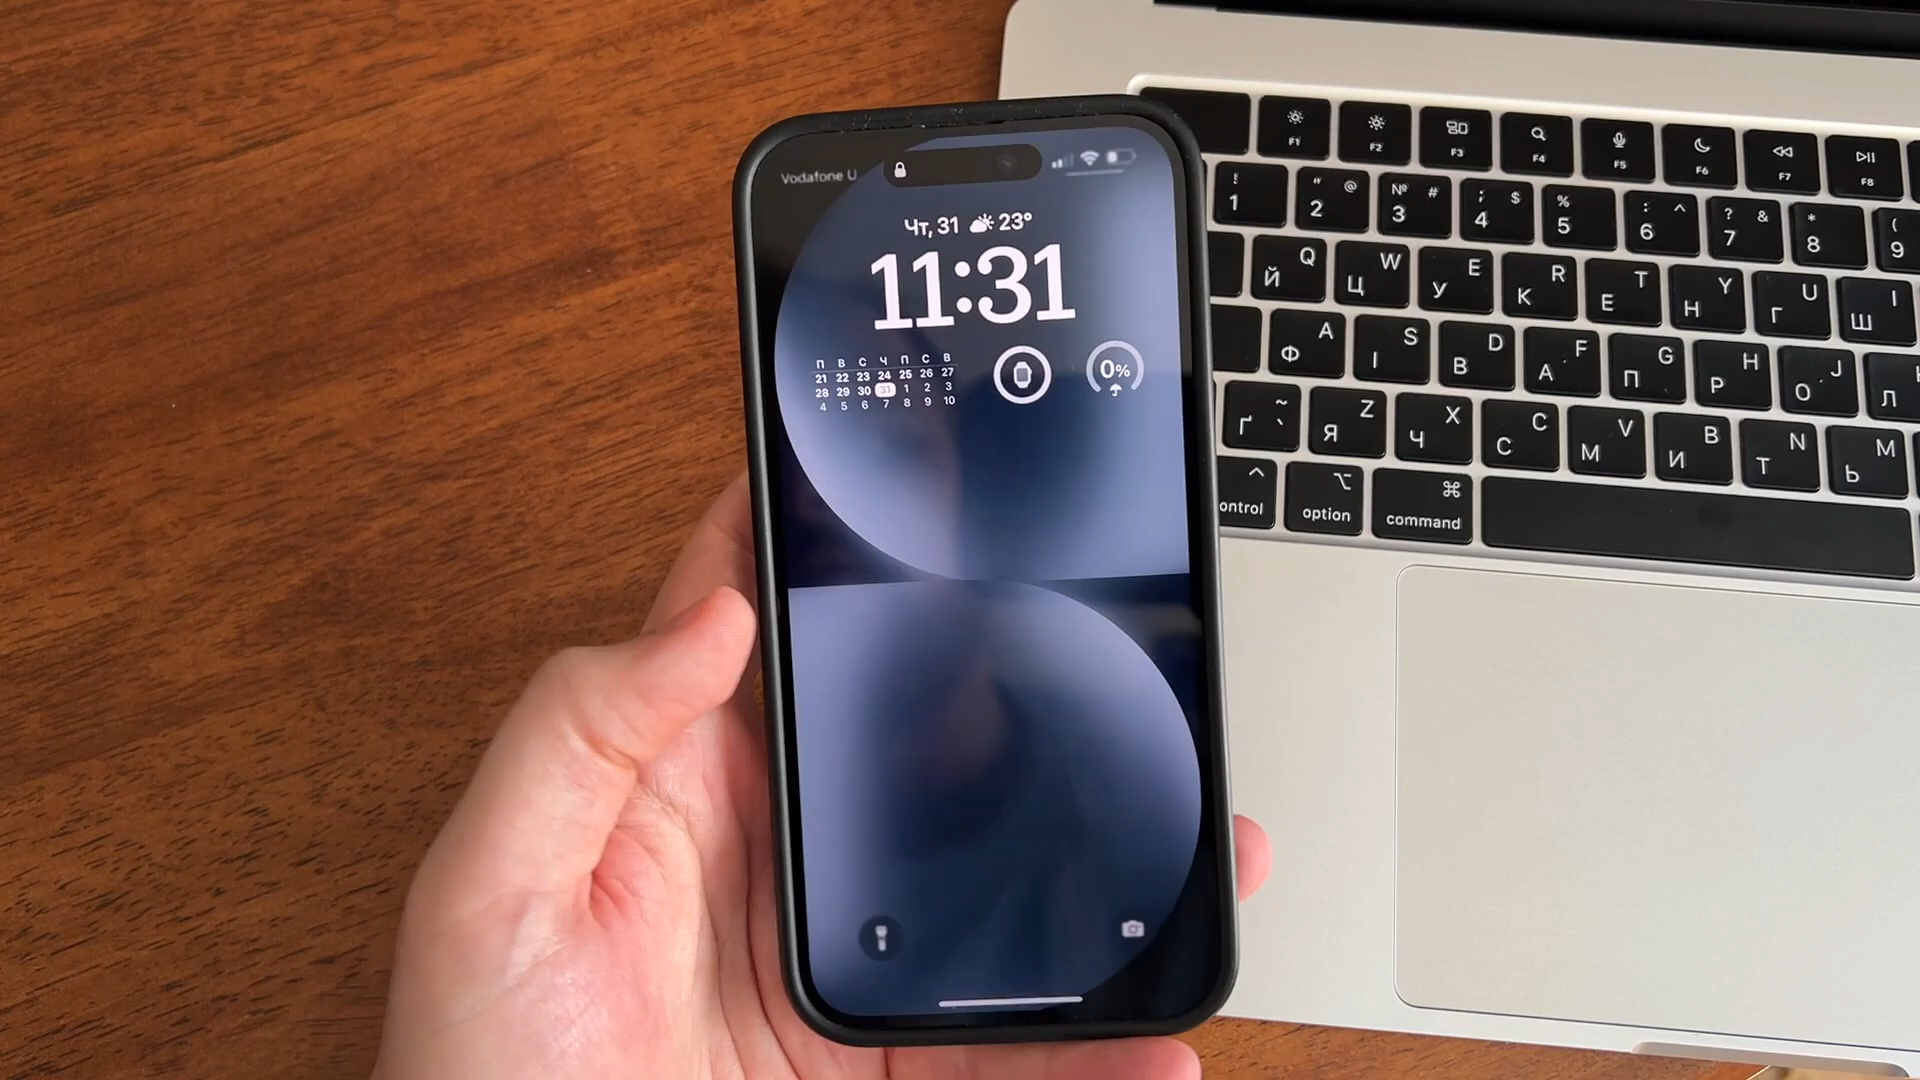 Vodafone U
Чт, 31 23°
11:31
П В С Ч П С В
21 22 23 24 25 26 27
28 29 30 31 1 2 3
4 5 6 7 8 9 10
0%
F1 F2 F3 F4 F5 F6 F7 F8
! " @ № # ; $ % : ^ ? & * (
1 2 3 4 5 6 7 8 9
Q W E R T Y U I
Й Ц У К Е Н Г Ш
A S D F G H J
Ф І В А П Р О Л
~ Z X C V B N M
Ґ ` Я Ч С М И Т Ь
^ ⌥ ⌘
ontrol option command